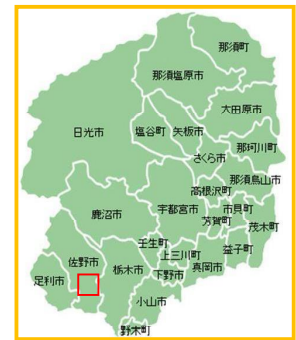 那須町
那須塩原市
大田原市
日光市
塩谷町
矢板市
那珂川町
さくら市
那須烏山市
高根沢町
鹿沼市
宇都宮市
市貝町
芳賀町
茂木町
壬生町
上三川町
益子町
佐野市
栃木市
下野市
真岡市
足利市
小山市
野木町